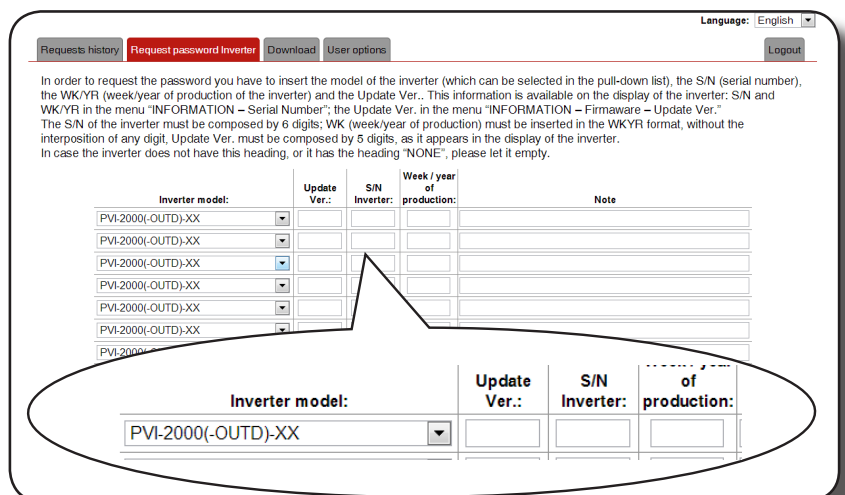 Language: English
Requests history Request password Inverter Download User options Logout
In order to request the password you have to insert the model of the inverter (which can be selected in the pull-down list), the S/N (serial number),
the WK/YR (week/year of production of the inverter) and the Update Ver.. This information is available on the display of the inverter: S/N and
WK/YR in the menu “INFORMATION – Serial Number”; the Update Ver. in the menu “INFORMATION – Firmaware – Update Ver.”
The S/N of the inverter must be composed by 6 digits; WK (week/year of production) must be inserted in the WKYR format, without the
interposition of any digit, Update Ver. must be composed by 5 digits, as it appears in the display of the inverter.
In case the inverter does not have this heading, or it has the heading “NONE”, please let it empty.
Week / year
Update S/N of
Inverter model: Ver.: Inverter: production: Note
PVI-2000(-OUTD)-XX
PVI-2000(-OUTD)-XX
PVI-2000(-OUTD)-XX
PVI-2000(-OUTD)-XX
PVI-2000(-OUTD)-XX
PVI-2000(-OUTD)-XX
PVI-2000
Update S/N of
Inverter model: Ver.: Inverter: production:
PVI-2000(-OUTD)-XX